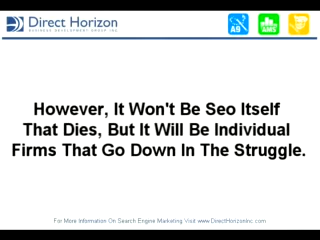 Direct Horizon
BUSINESS DEVELOPMENT GROUP INC.
However, It Won't Be Seo Itself
That Dies, But It Will Be Individual
Firms That Go Down In The Struggle.
For More Information On Search Engine Marketing Visit www.DirectHorizonInc.com